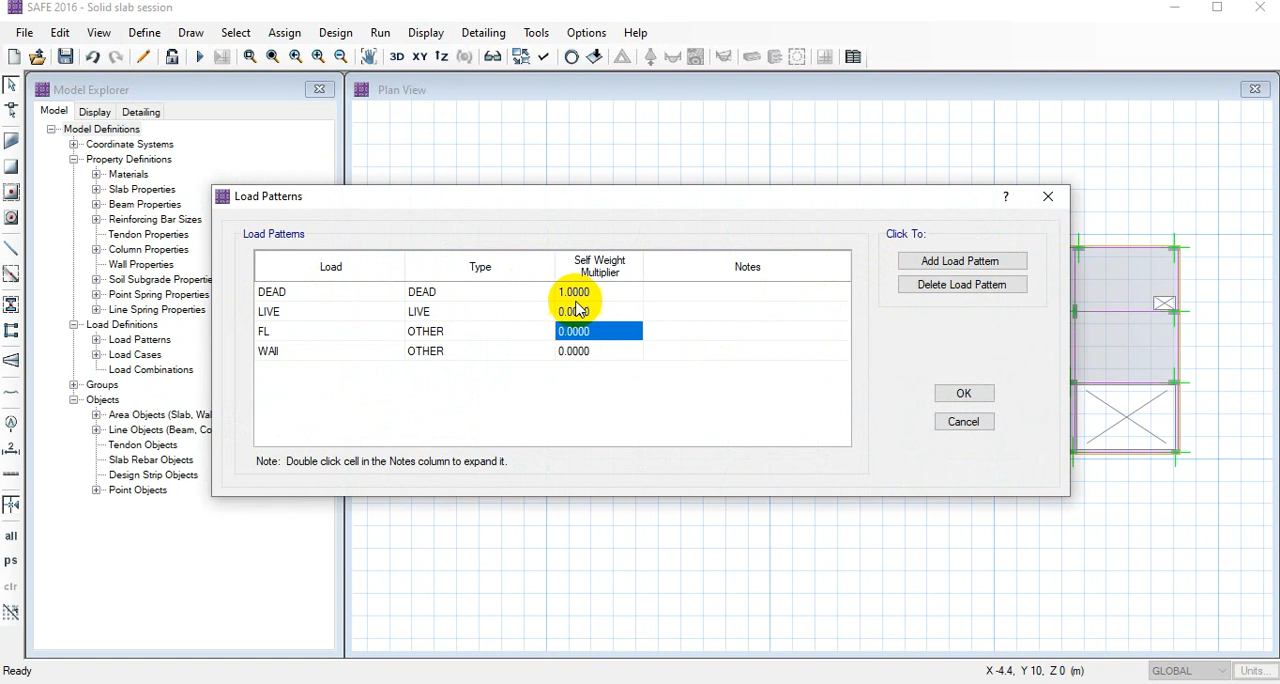 SAFE 2016 - Solid slab session
File Edit View Define Draw Select Assign Design Run Display Detailing Tools Options Help
3D XY
Model Explorer
Plan View
Model Display Detailing
Model Definitions
Coordinate Systems
Property Definitions
Materials
Slab Properties
Beam Properties
Reinforcing Bar Sizes
Tendon Properties
Column Properties
Wall Properties
Soil Subgrade Propertie
Point Spring Properties
Line Spring Properties
Load Definitions
Load Patterns
Load Cases
Load Combinations
Groups
Objects
Area Objects (Slab, Wal
Line Objects (Beam, Co
Tendon Objects
Slab Rebar Objects
Design Strip Objects
Point Objects
all
ps
clr
Load Patterns
?
Load Patterns
Load Type Self Weight Multiplier Notes
DEAD DEAD 1.0000
LIVE LIVE
FL OTHER 0.0000
WAll OTHER 0.0000
Note: Double click cell in the Notes column to expand it.
Click To:
Add Load Pattern
Delete Load Pattern
OK
Cancel
Ready
X -4.4, Y 10, Z 0 (m)
GLOBAL
Units...